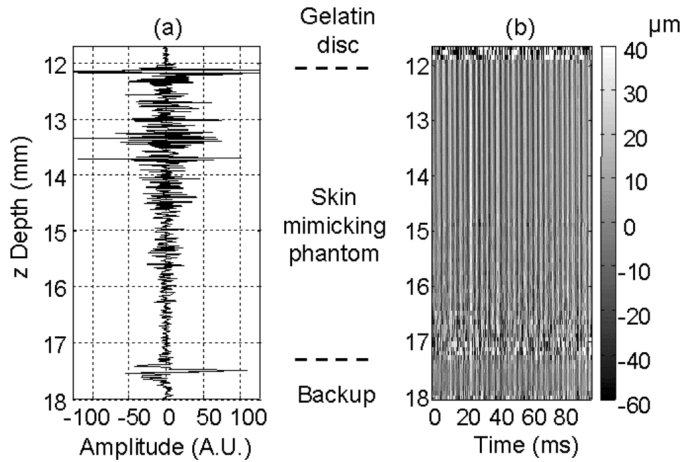 (a)
Gelatin
disc
(b)
µm
12
13
14
15
16
17
18
z Depth (mm)
-100 -50 0 50 100
Amplitude (A.U.)
Skin
mimicking
phantom
Backup
12
13
14
15
16
17
18
0 20 40 60 80
Time (ms)
40
30
20
10
0
-10
-20
-30
-40
-50
-60